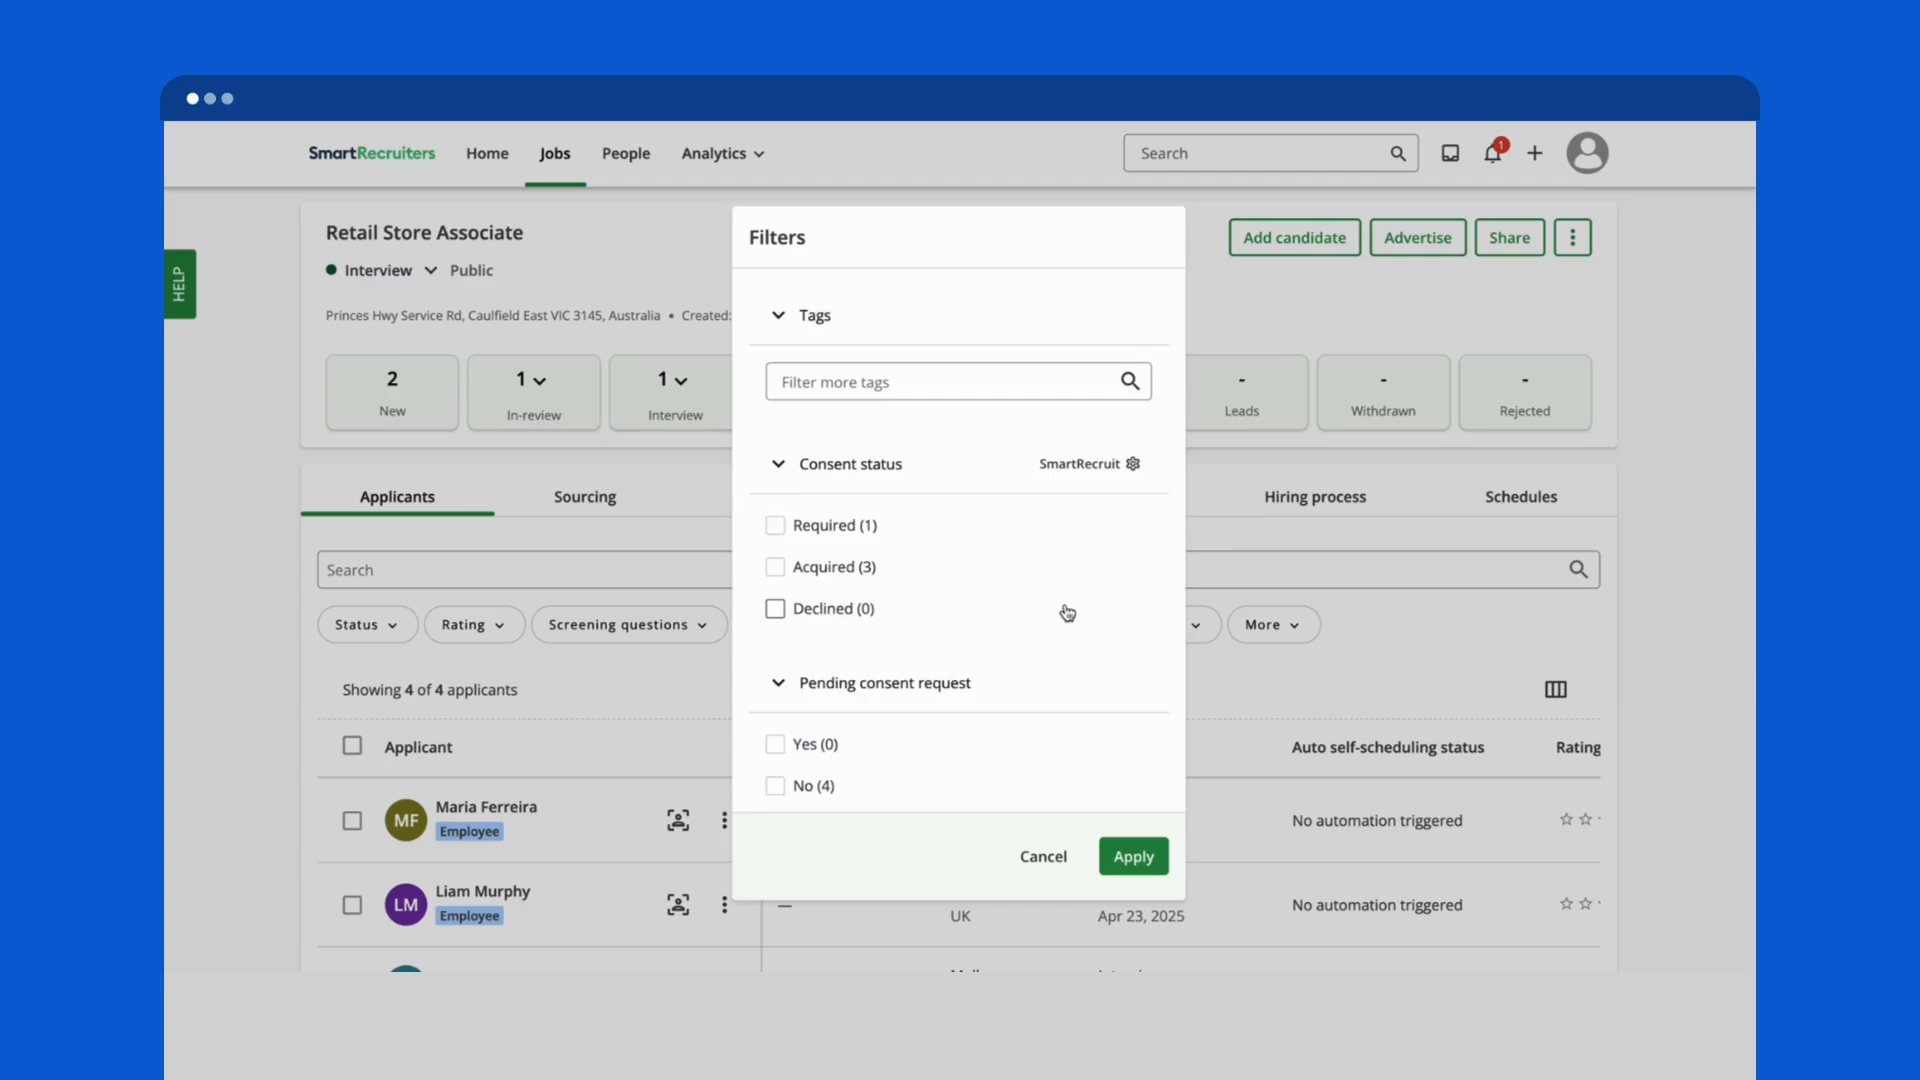 SmartRecruiters
Home
Jobs
People
Analytics
Search
1
HELP
Retail Store Associate
Interview
Public
Princes Hwy Service Rd, Caulfield East VIC 3145, Australia • Created:
Add candidate
Advertise
Share
2
New
1
In-review
1
Interview
-
Leads
-
Withdrawn
-
Rejected
Applicants
Sourcing
Hiring process
Schedules
Search
Status
Rating
Screening questions
More
Showing 4 of 4 applicants
Applicant
Auto self-scheduling status
Rating
MF
Maria Ferreira
Employee
No automation triggered
LM
Liam Murphy
Employee
—
UK
Apr 23, 2025
No automation triggered
Filters
Tags
Filter more tags
Consent status
SmartRecruit
Required (1)
Acquired (3)
Declined (0)
Pending consent request
Yes (0)
No (4)
Cancel
Apply